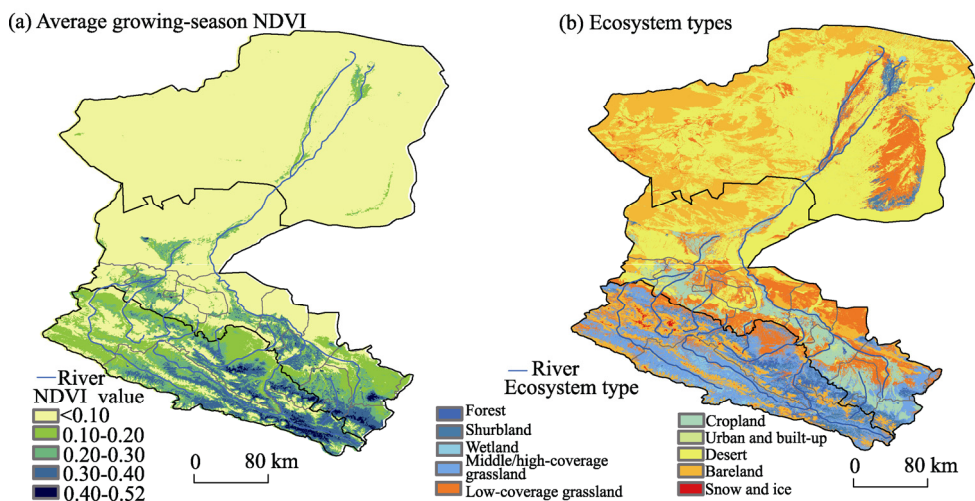 (a) Average growing-season NDVI
River
NDVI value
<0.10
0.10-0.20
0.20-0.30
0.30-0.40
0.40-0.52
0 80 km
(b) Ecosystem types
River
Ecosystem type
Forest
Shurbland
Wetland
Middle/high-coverage
grassland
Low-coverage grassland
Cropland
Urban and built-up
Desert
Bareland
Snow and ice
0 80 km